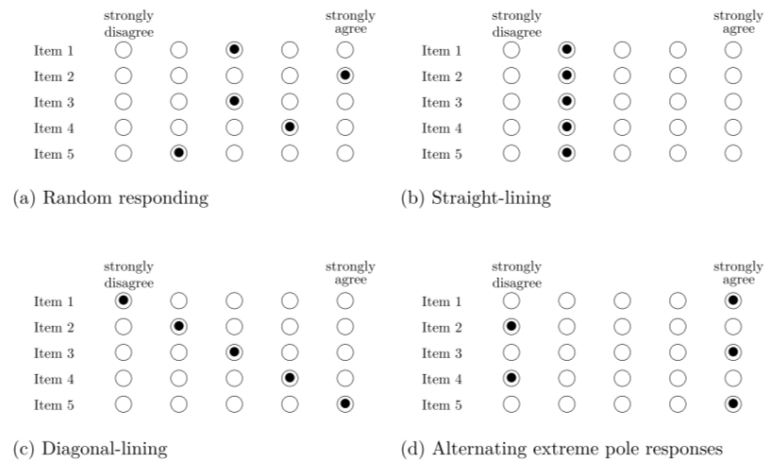 strongly disagree strongly agree
Item 1
Item 2
Item 3
Item 4
Item 5
(a) Random responding
strongly disagree strongly agree
Item 1
Item 2
Item 3
Item 4
Item 5
(b) Straight-lining
strongly disagree strongly agree
Item 1
Item 2
Item 3
Item 4
Item 5
(c) Diagonal-lining
strongly disagree strongly agree
Item 1
Item 2
Item 3
Item 4
Item 5
(d) Alternating extreme pole responses